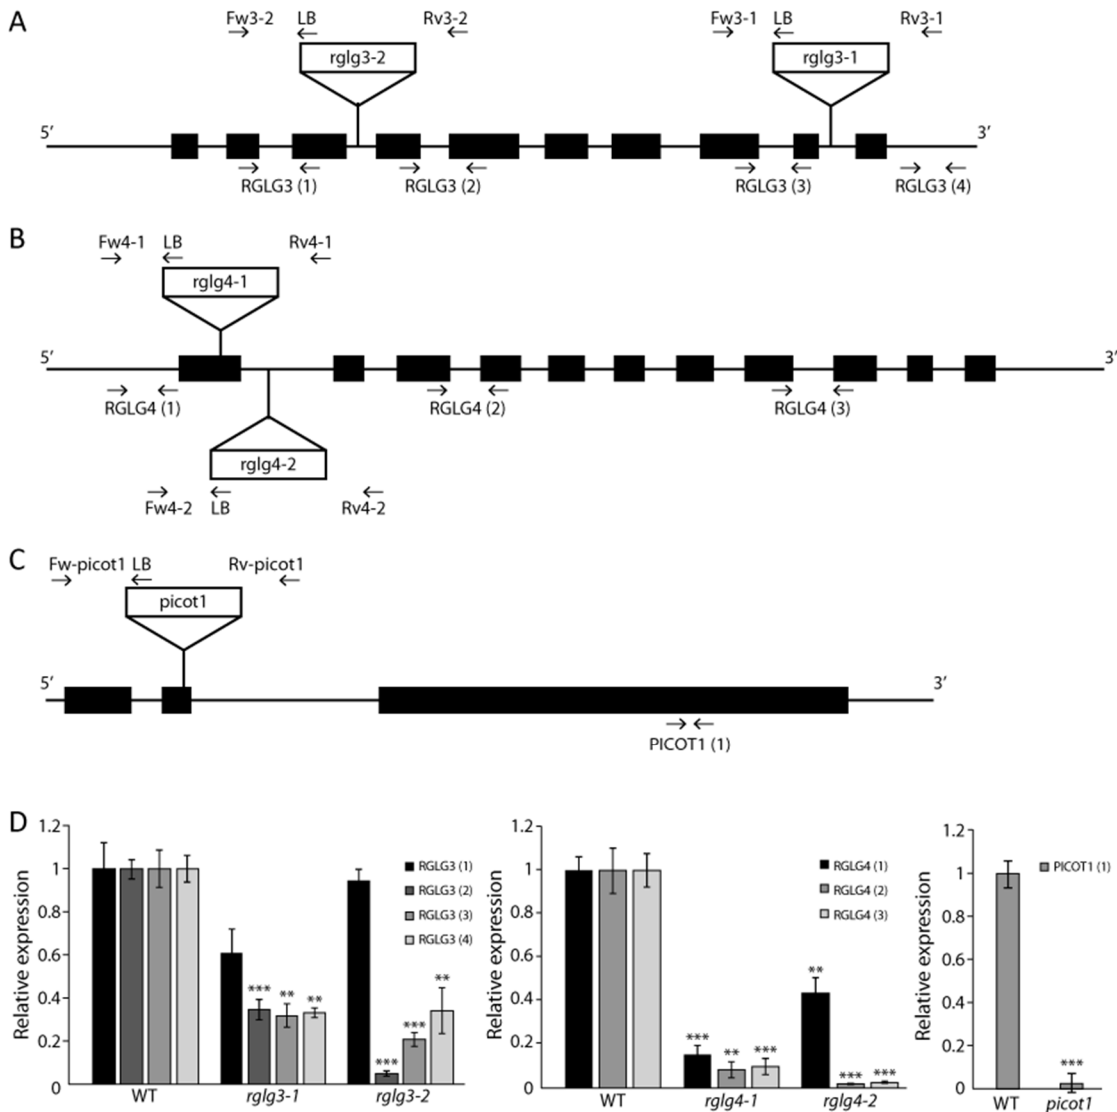 A
Fw3-2 LB Rv3-2 Fw3-1 LB Rv3-1
rglg3-2 rglg3-1
5′ 3′
RGLG3 (1) RGLG3 (2) RGLG3 (3) RGLG3 (4)
B
Fw4-1 LB Rv4-1
rglg4-1
5′ 3′
RGLG4 (1) RGLG4 (2) RGLG4 (3)
rglg4-2
Fw4-2 LB Rv4-2
C
Fw-picot1 LB Rv-picot1
picot1
5′ 3′
PICOT1 (1)
D
Relative expression
1.2
1
0.8
0.6
0.4
0.2
0
RGLG3 (1)
RGLG3 (2)
RGLG3 (3)
RGLG3 (4)
*** ** **
*** *** **
WT rglg3-1 rglg3-2
Relative expression
1.2
1
0.8
0.6
0.4
0.2
0
RGLG4 (1)
RGLG4 (2)
RGLG4 (3)
*** ** ***
** *** ***
WT rglg4-1 rglg4-2
Relative expression
1.2
1
0.8
0.6
0.4
0.2
0
PICOT1 (1)
***
WT picot1